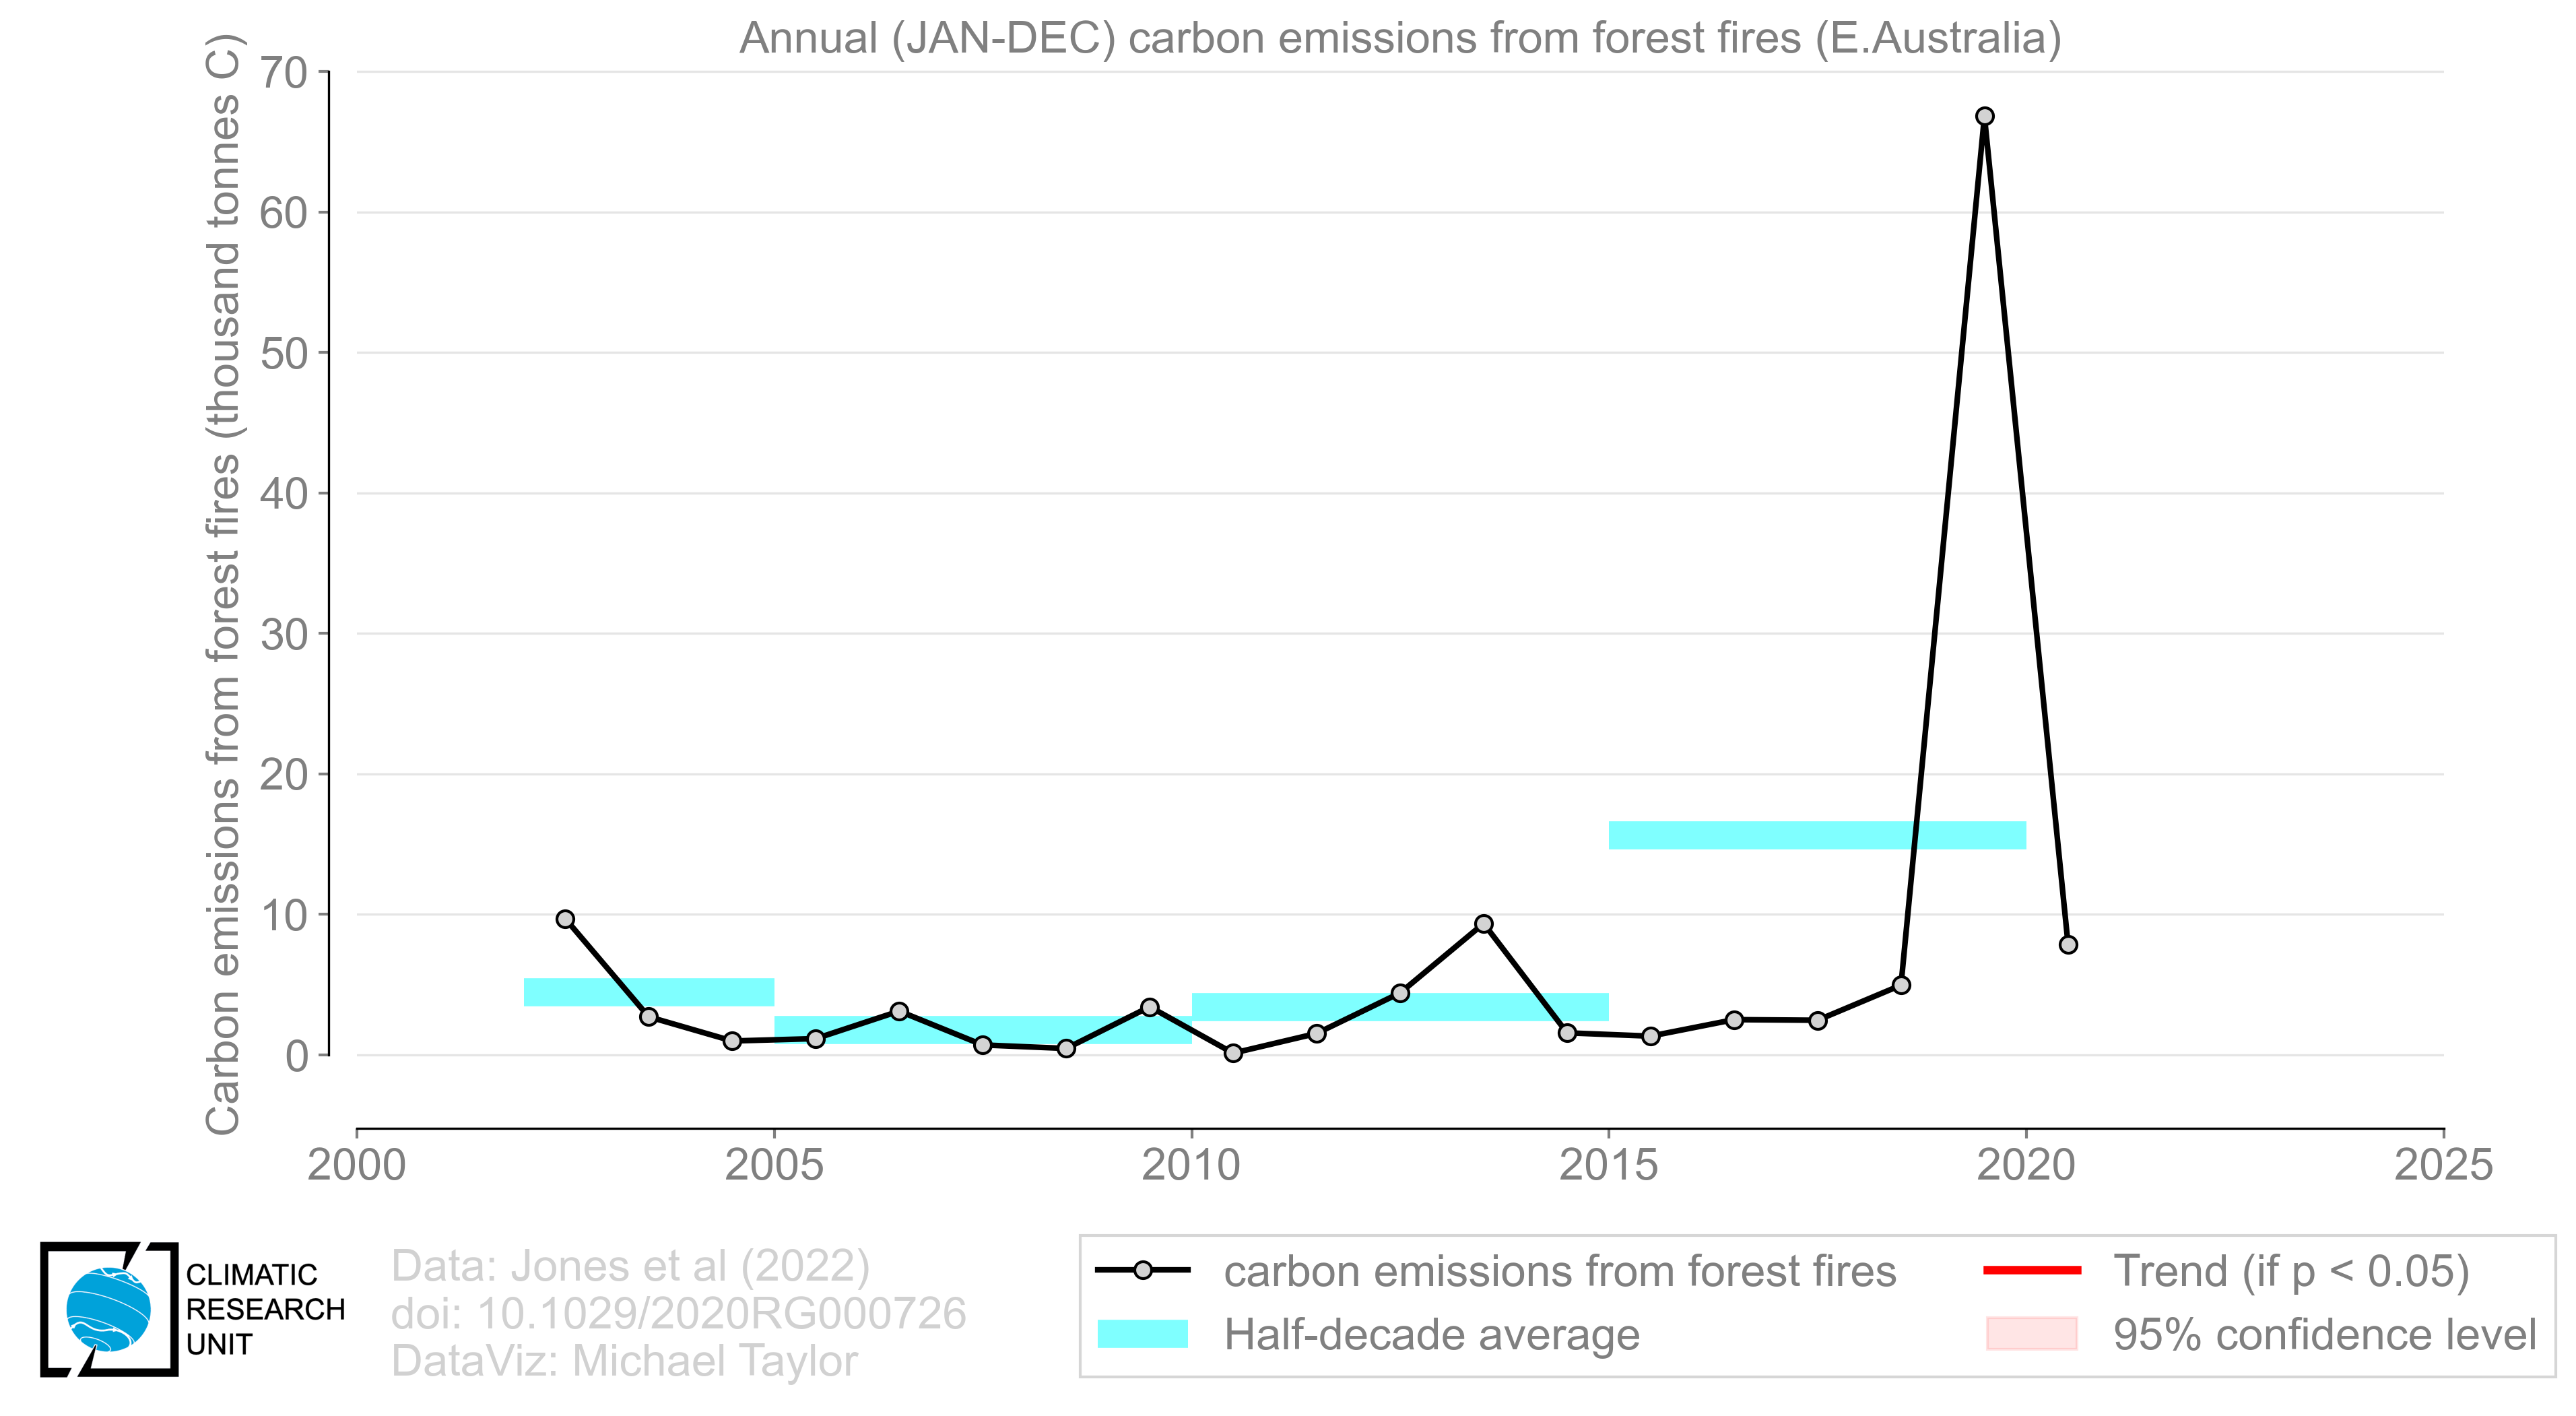 Annual (JAN-DEC) carbon emissions from forest fires (E.Australia)
Carbon emissions from forest fires (thousand tonnes C)
70
60
50
40
30
20
10
0
2000
2005
2010
2015
2020
2025
CLIMATIC
RESEARCH
UNIT
Data: Jones et al (2022)
doi: 10.1029/2020RG000726
DataViz: Michael Taylor
carbon emissions from forest fires
Half-decade average
Trend (if p < 0.05)
95% confidence level